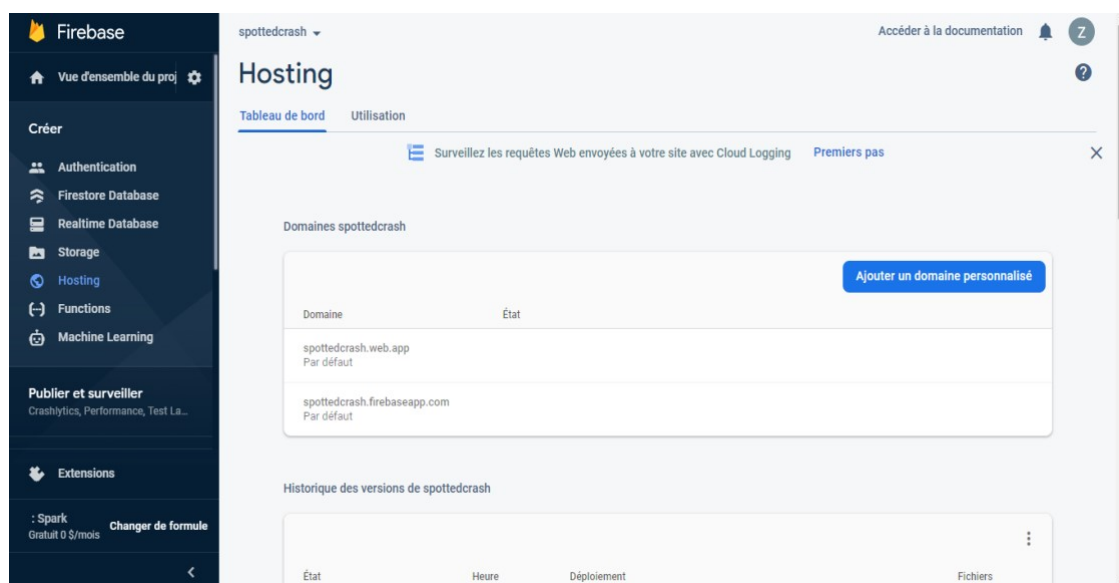 Firebase
Vue d'ensemble du proj
Créer
Authentication
Firestore Database
Realtime Database
Storage
Hosting
Functions
Machine Learning
Publier et surveiller
Crashlytics, Performance, Test La...
Extensions
: Spark
Gratuit 0 $/mois
Changer de formule
spottedcrash
Accéder à la documentation
Z
Hosting
Tableau de bord Utilisation
Surveillez les requêtes Web envoyées à votre site avec Cloud Logging Premiers pas
Domaines spottedcrash
Ajouter un domaine personnalisé
Domaine État
spottedcrash.web.app
Par défaut
spottedcrash.firebaseapp.com
Par défaut
Historique des versions de spottedcrash
État Heure Déploiement Fichiers